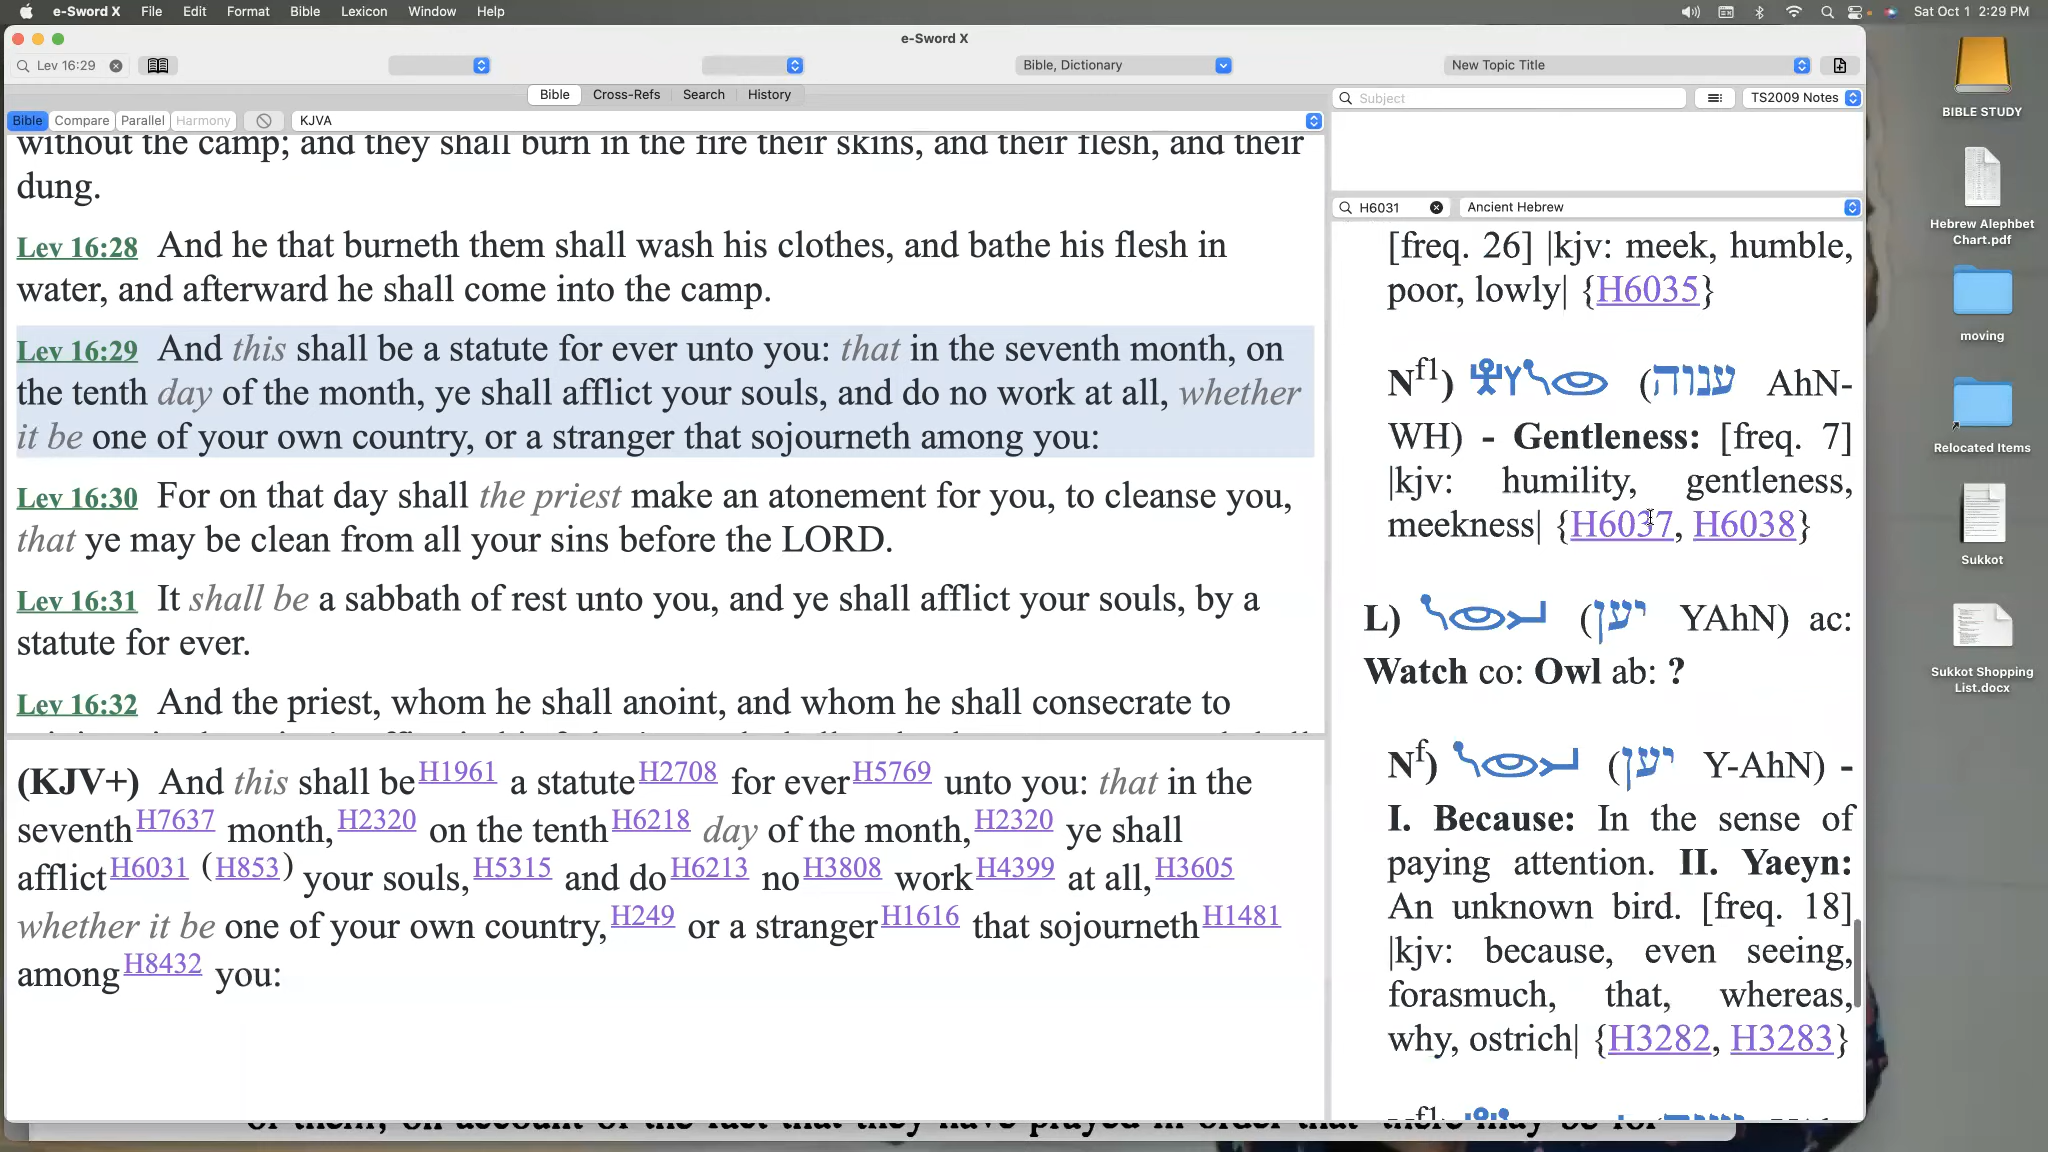 e-Sword X File Edit Format Bible Lexicon Window Help Sat Oct 1 2:29 PM
e-Sword X
Lev 16:29 Bible, Dictionary New Topic Title
Bible Cross-Refs Search History
Subject TS2009 Notes
Bible Compare Parallel Harmony KJVA
without the camp; and they shall burn in the fire their skins, and their flesh, and their
dung.
Lev 16:28 And he that burneth them shall wash his clothes, and bathe his flesh in
water, and afterward he shall come into the camp.
Lev 16:29 And this shall be a statute for ever unto you: that in the seventh month, on
the tenth day of the month, ye shall afflict your souls, and do no work at all, whether
it be one of your own country, or a stranger that sojourneth among you:
Lev 16:30 For on that day shall the priest make an atonement for you, to cleanse you,
that ye may be clean from all your sins before the LORD.
Lev 16:31 It shall be a sabbath of rest unto you, and ye shall afflict your souls, by a
statute for ever.
Lev 16:32 And the priest, whom he shall anoint, and whom he shall consecrate to
(KJV+) And this shall be H1961 a statute H2708 for ever H5769 unto you: that in the
seventh H7637 month, H2320 on the tenth H6218 day of the month, H2320 ye shall
afflict H6031 (H853) your souls, H5315 and do H6213 no H3808 work H4399 at all, H3605
whether it be one of your own country, H249 or a stranger H1616 that sojourneth H1481
among H8432 you:
H6031 Ancient Hebrew
[freq. 26] |kjv: meek, humble,
poor, lowly| {H6035}
Nf1) (ענוה AhN-
WH) - Gentleness: [freq. 7]
|kjv: humility, gentleness,
meekness| {H6037, H6038}
L) (יען YAhN) ac:
Watch co: Owl ab: ?
Nf) (יען Y-AhN) -
I. Because: In the sense of
paying attention. II. Yaeyn:
An unknown bird. [freq. 18]
|kjv: because, even seeing,
forasmuch, that, whereas,
why, ostrich| {H3282, H3283}
BIBLE STUDY
Hebrew Alephbet
Chart.pdf
moving
Relocated Items
Sukkot
Sukkot Shopping
List.docx